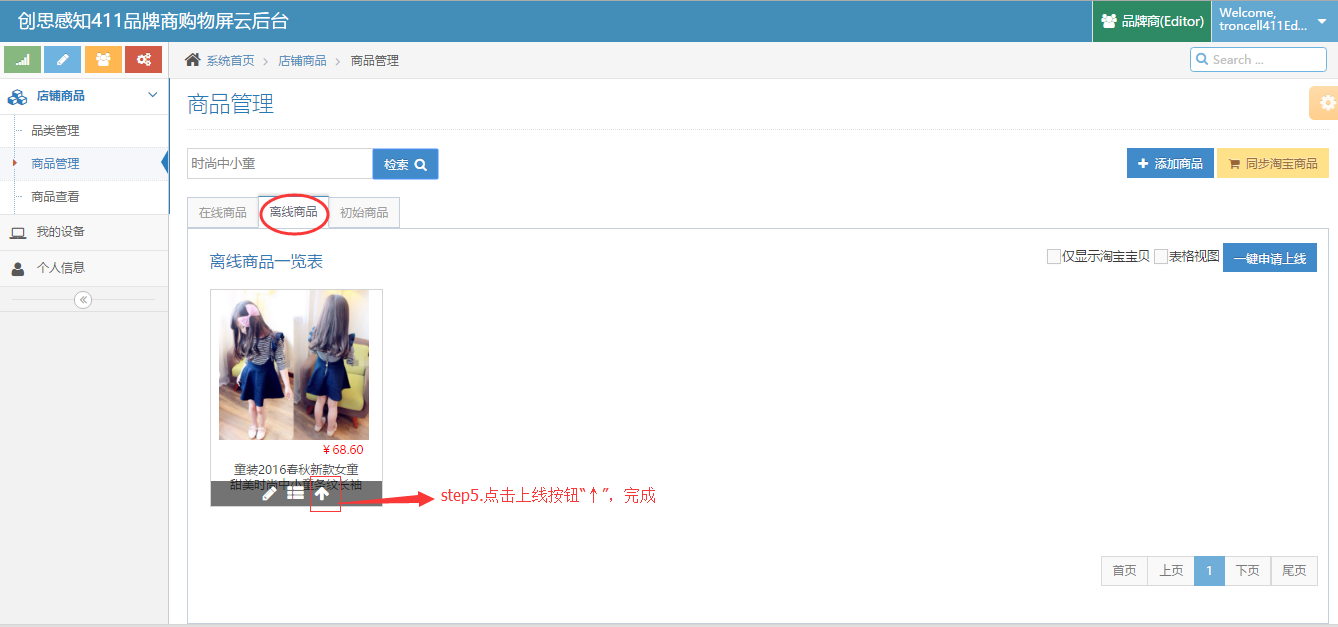 创思感知411品牌商购物屏云后台
品牌商(Editor)
Welcome,
troncell411Ed...
系统首页 > 店铺商品 > 商品管理
Search ...
店铺商品
品类管理
商品管理
商品查看
我的设备
个人信息
商品管理
时尚中小童
检索
添加商品
同步淘宝商品
在线商品
离线商品
初始商品
离线商品一览表
仅显示淘宝宝贝
表格视图
一键申请上线
¥ 68.60
童装2016春秋新款女童
甜美时尚中小童条纹长袖
step5.点击上线按钮“↑”，完成
首页 上页 1 下页 尾页